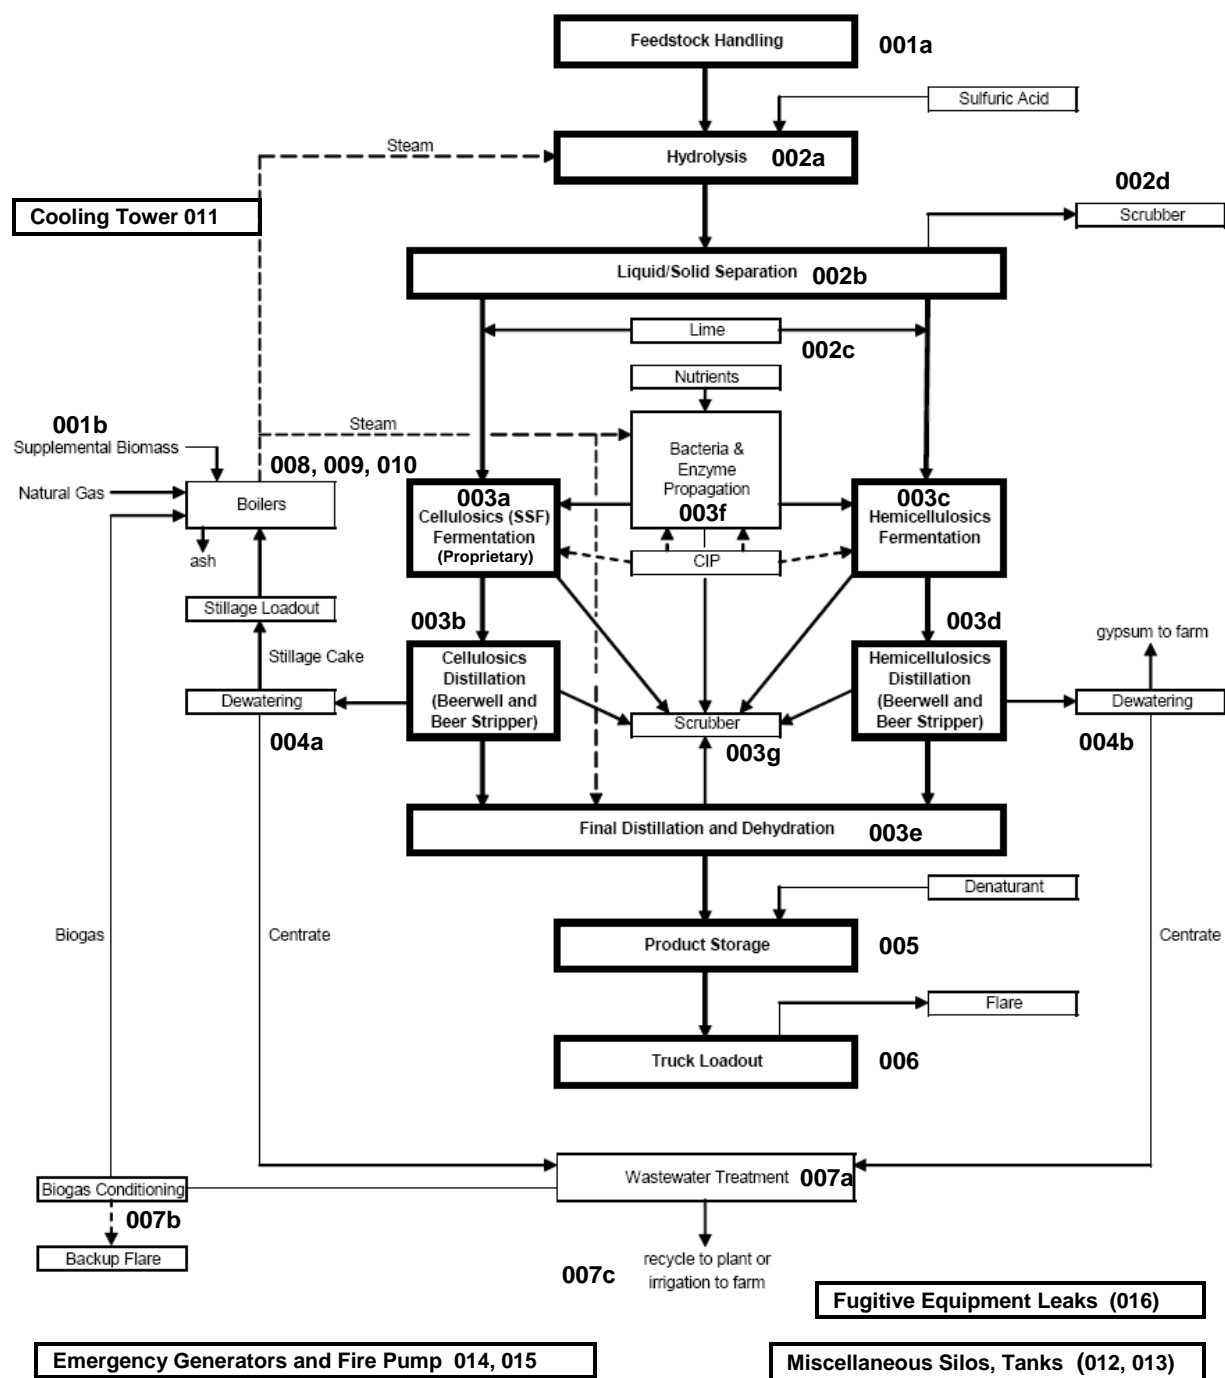 Feedstock Handling
001a
Sulfuric Acid
Steam
Hydrolysis
002a
002d
Cooling Tower 011
Scrubber
Liquid/Solid Separation
002b
Lime
002c
Nutrients
001b
Steam
Supplemental Biomass
008, 009, 010
Bacteria &
Enzyme
Propagation
003f
Natural Gas
Boilers
003a
Cellulosics (SSF)
Fermentation
(Proprietary)
003c
Hemicellulosics
Fermentation
ash
CIP
Stillage Loadout
003b
003d
gypsum to farm
Stillage Cake
Cellulosics
Distillation
(Beerwell and
Beer Stripper)
Hemicellulosics
Distillation
(Beerwell and
Beer Stripper)
Dewatering
Dewatering
Scrubber
004a
003g
004b
Final Distillation and Dehydration
003e
Denaturant
Biogas
Centrate
Product Storage
005
Centrate
Flare
Truck Loadout
006
Wastewater Treatment
007a
Biogas Conditioning
007b
Backup Flare
recycle to plant or
irrigation to farm
007c
Fugitive Equipment Leaks (016)
Emergency Generators and Fire Pump 014, 015
Miscellaneous Silos, Tanks (012, 013)